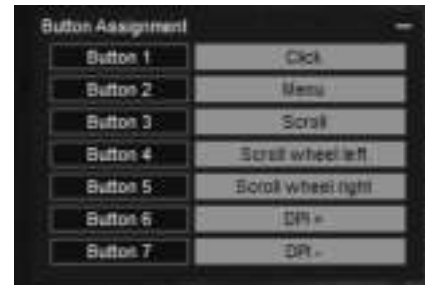 Button Assignment
Button 1 Click
Button 2 Menu
Button 3 Scroll
Button 4 Scroll wheel left
Button 5 Scroll wheel right
Button 6 DPI +
Button 7 DPI -